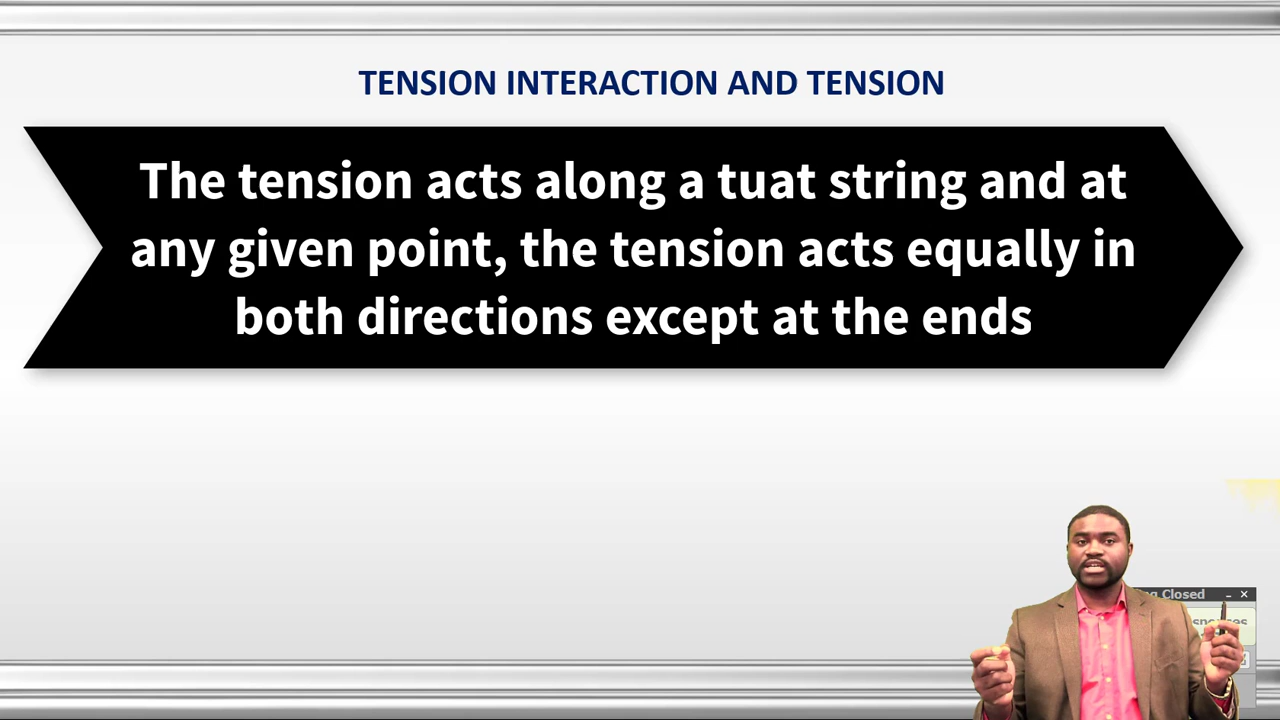 TENSION INTERACTION AND TENSION
The tension acts along a tuat string and at
any given point, the tension acts equally in
both directions except at the ends
Closed